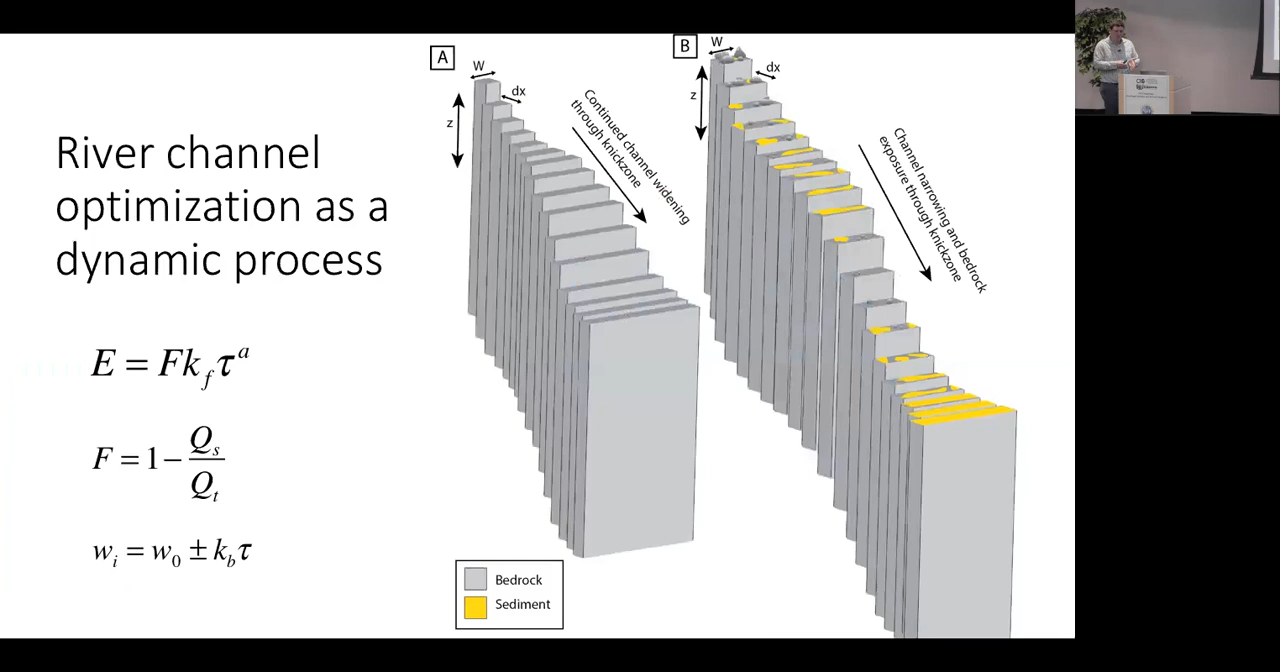 River channel
optimization as a
dynamic process
E = Fk_f τ^a
F = 1 − Q_s / Q_t
w_i = w_0 ± k_b τ
A
W
dx
z
Continued channel widening
through knickzone
B
W
dx
z
Channel narrowing and bedrock
exposure through knickzone
Bedrock
Sediment